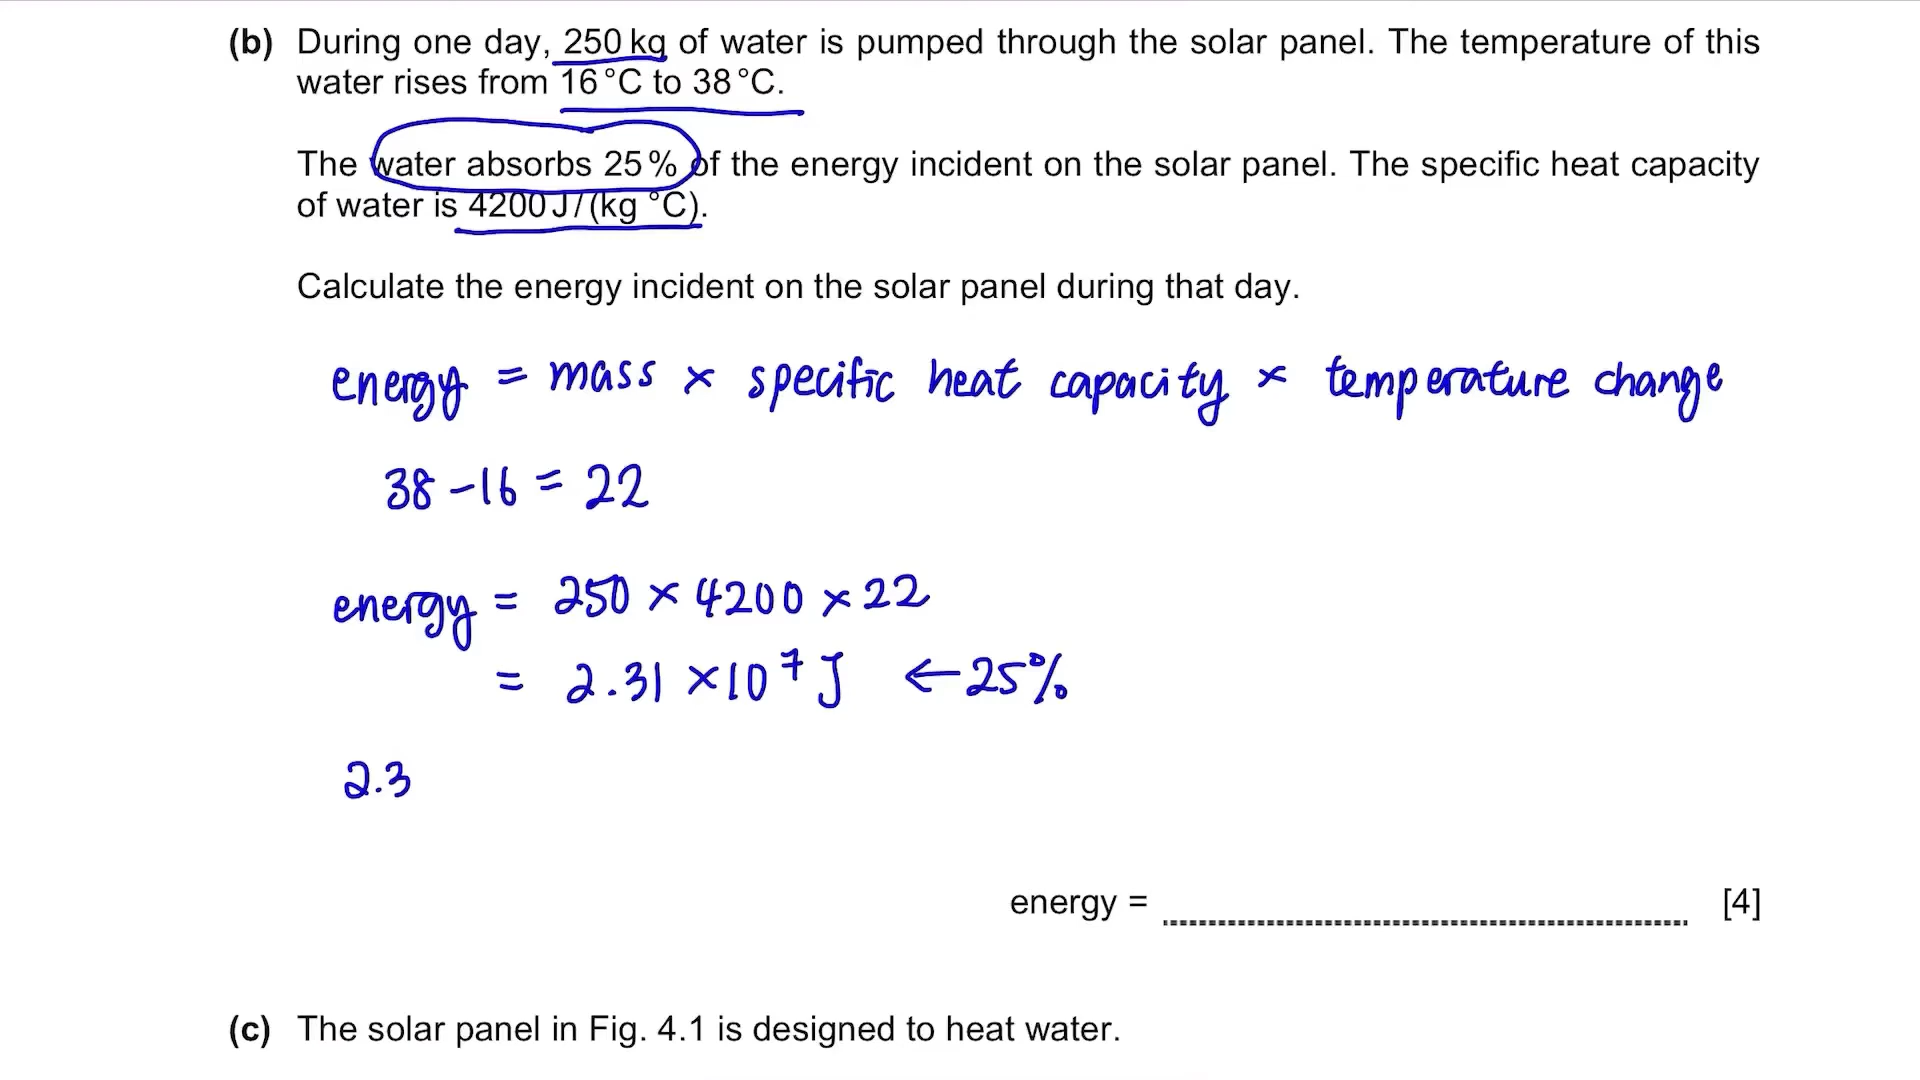 (b) During one day, 250 kg of water is pumped through the solar panel. The temperature of this
water rises from 16 °C to 38 °C.
The water absorbs 25 % of the energy incident on the solar panel. The specific heat capacity
of water is 4200 J / (kg °C).
Calculate the energy incident on the solar panel during that day.
energy = mass × specific heat capacity × temperature change
38 - 16 = 22
energy = 250 × 4200 × 22
= 2.31 × 10⁷ J ← 25%
2.3
energy = ............................................................ [4]
(c) The solar panel in Fig. 4.1 is designed to heat water.